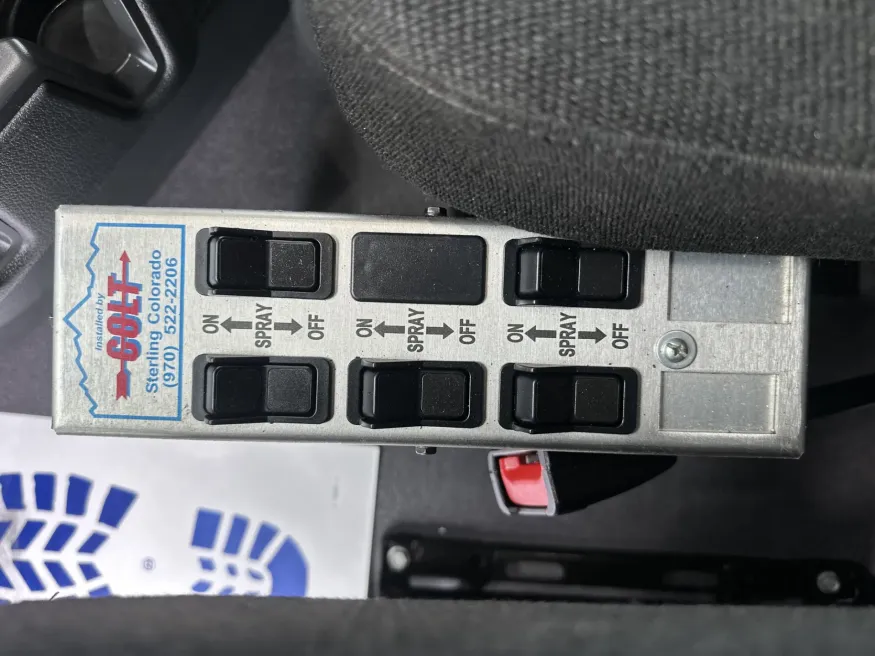 Installed by
COLT
Sterling Colorado
(970) 522-2206
ON
SPRAY
OFF
ON
SPRAY
OFF
ON
SPRAY
OFF